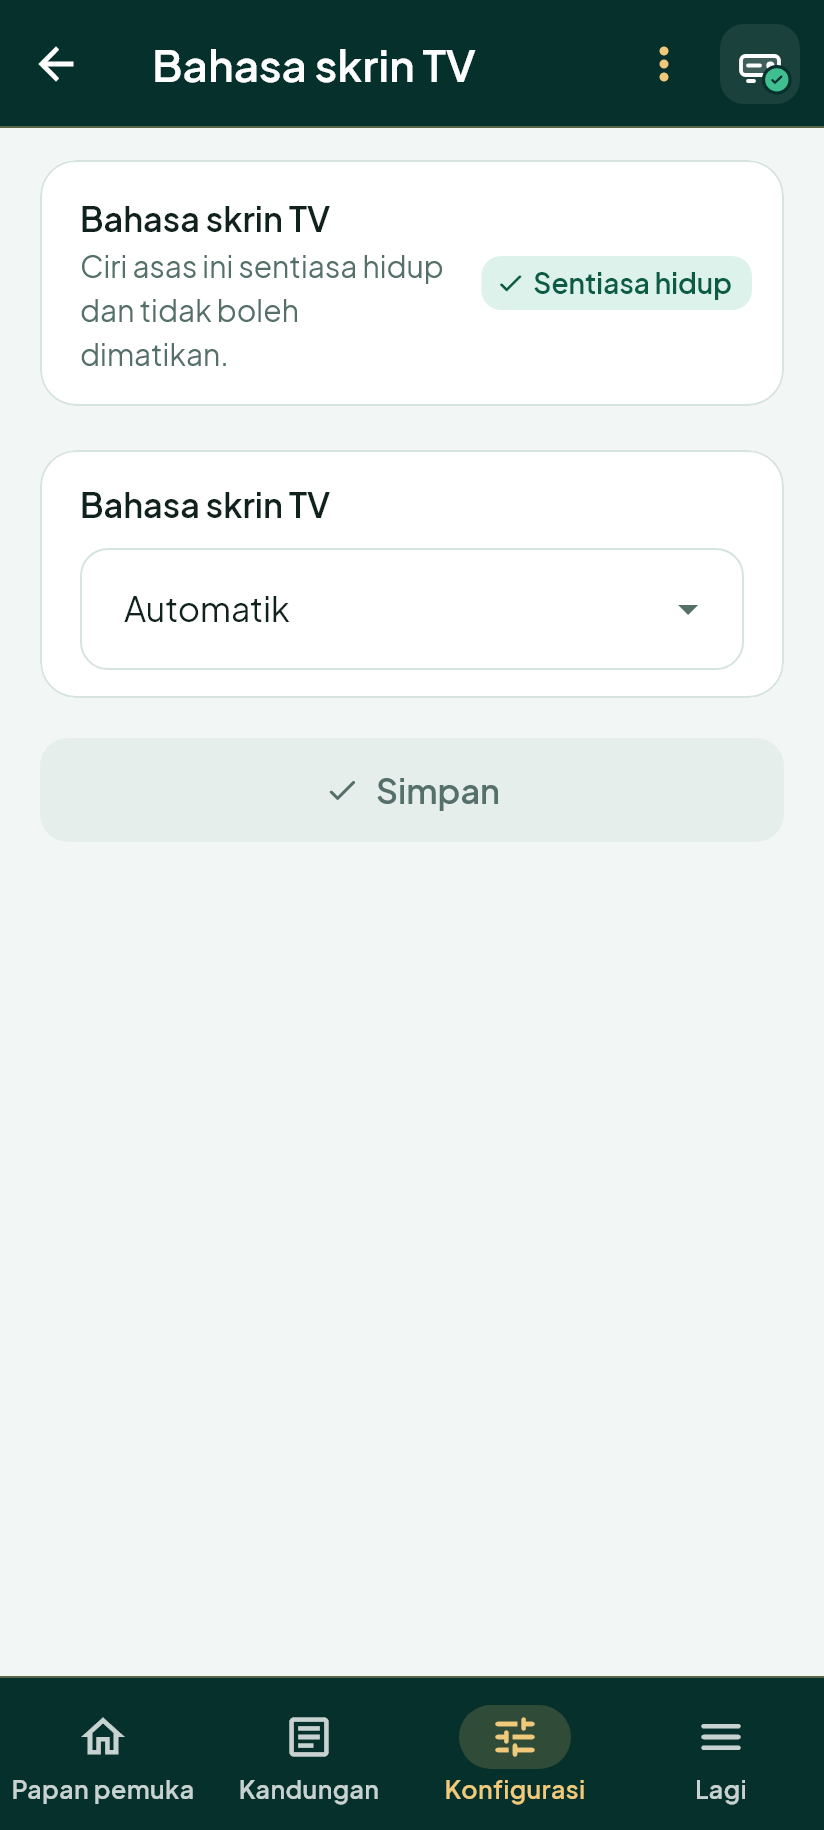 Bahasa skrin TV
Bahasa skrin TV
Ciri asas ini sentiasa hidup
dan tidak boleh
dimatikan.
Sentiasa hidup
Bahasa skrin TV
Automatik
Simpan
Papan pemuka
Kandungan
Konfigurasi
Lagi